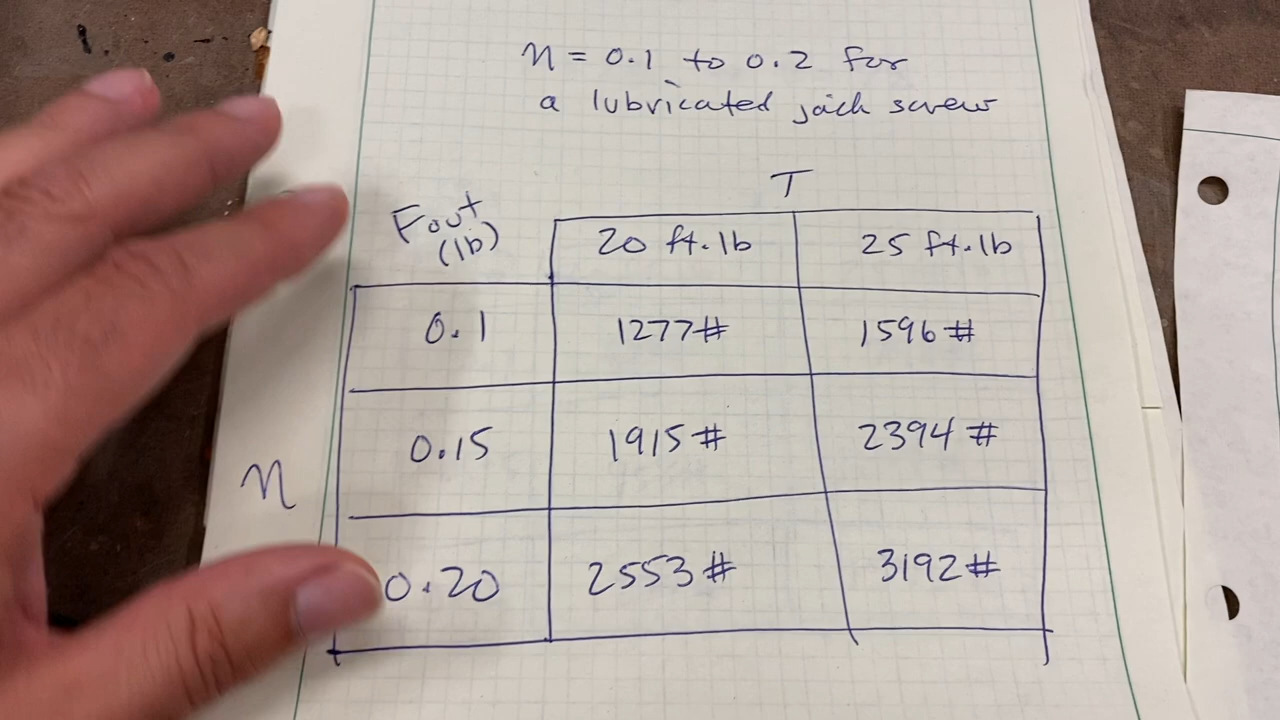 η = 0.1 to 0.2 for
a lubricated jack screw
T
Fout
(lb)
20 ft.lb 25 ft.lb
0.1 1277# 1596#
0.15 1915# 2394#
η
0.20 2553# 3192#